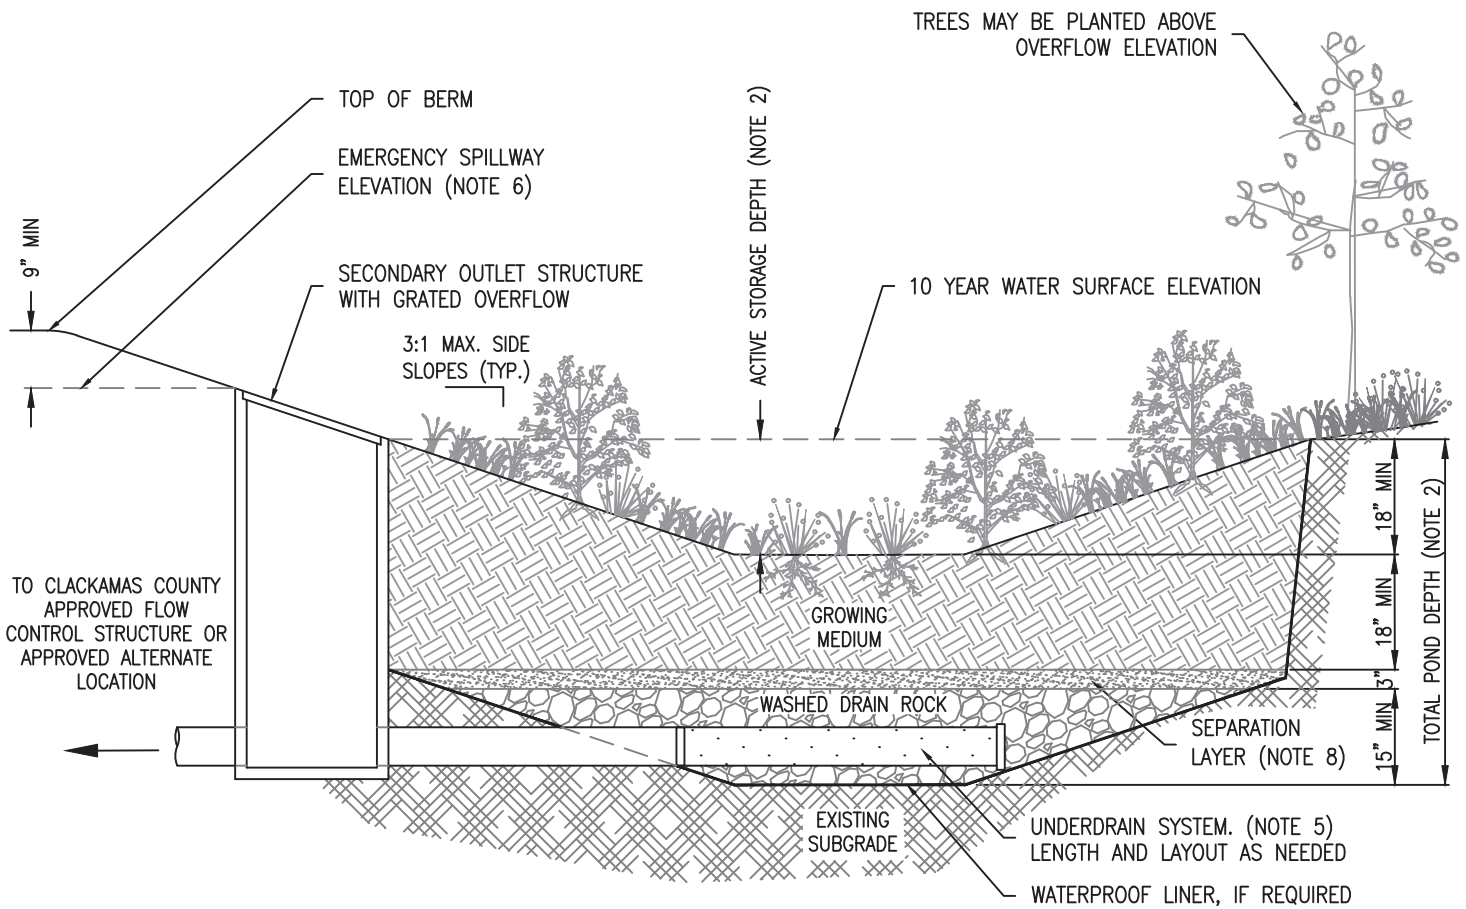 TREES MAY BE PLANTED ABOVE
OVERFLOW ELEVATION
TOP OF BERM
EMERGENCY SPILLWAY
ELEVATION (NOTE 6)
9" MIN
SECONDARY OUTLET STRUCTURE
WITH GRATED OVERFLOW
3:1 MAX. SIDE
SLOPES (TYP.)
ACTIVE STORAGE DEPTH (NOTE 2)
10 YEAR WATER SURFACE ELEVATION
TO CLACKAMAS COUNTY
APPROVED FLOW
CONTROL STRUCTURE OR
APPROVED ALTERNATE
LOCATION
GROWING
MEDIUM
WASHED DRAIN ROCK
18" MIN
18" MIN
3"
15" MIN
TOTAL POND DEPTH (NOTE 2)
SEPARATION
LAYER (NOTE 8)
EXISTING
SUBGRADE
UNDERDRAIN SYSTEM. (NOTE 5)
LENGTH AND LAYOUT AS NEEDED
WATERPROOF LINER, IF REQUIRED